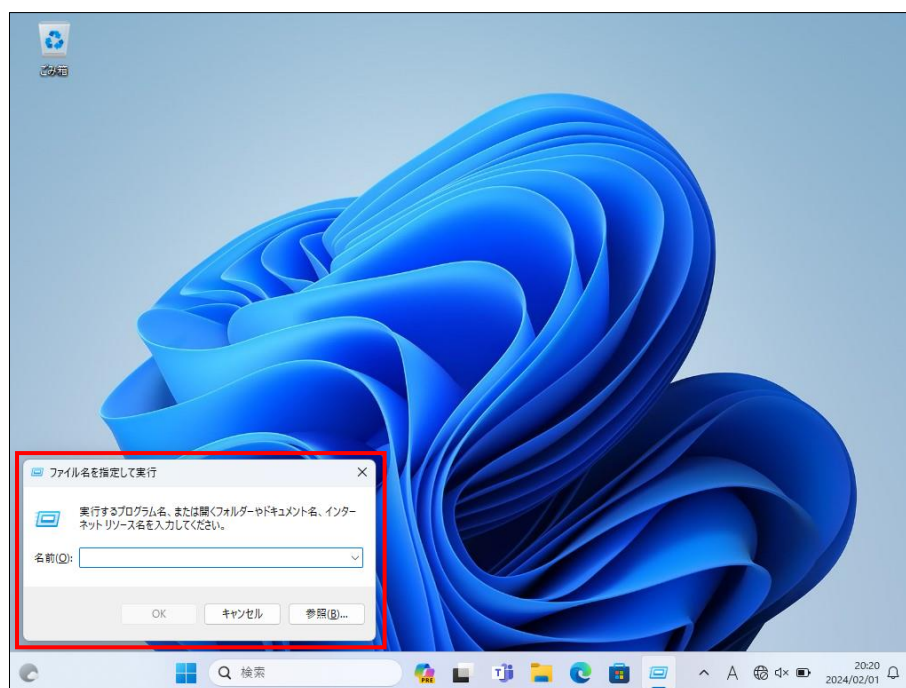 ごみ箱
ファイル名を指定して実行
実行するプログラム名、または開くフォルダーやドキュメント名、インター
ネット リソース名を入力してください。
名前(O):
OK
キャンセル
参照(B)...
検索
PRE
A
20:20
2024/02/01